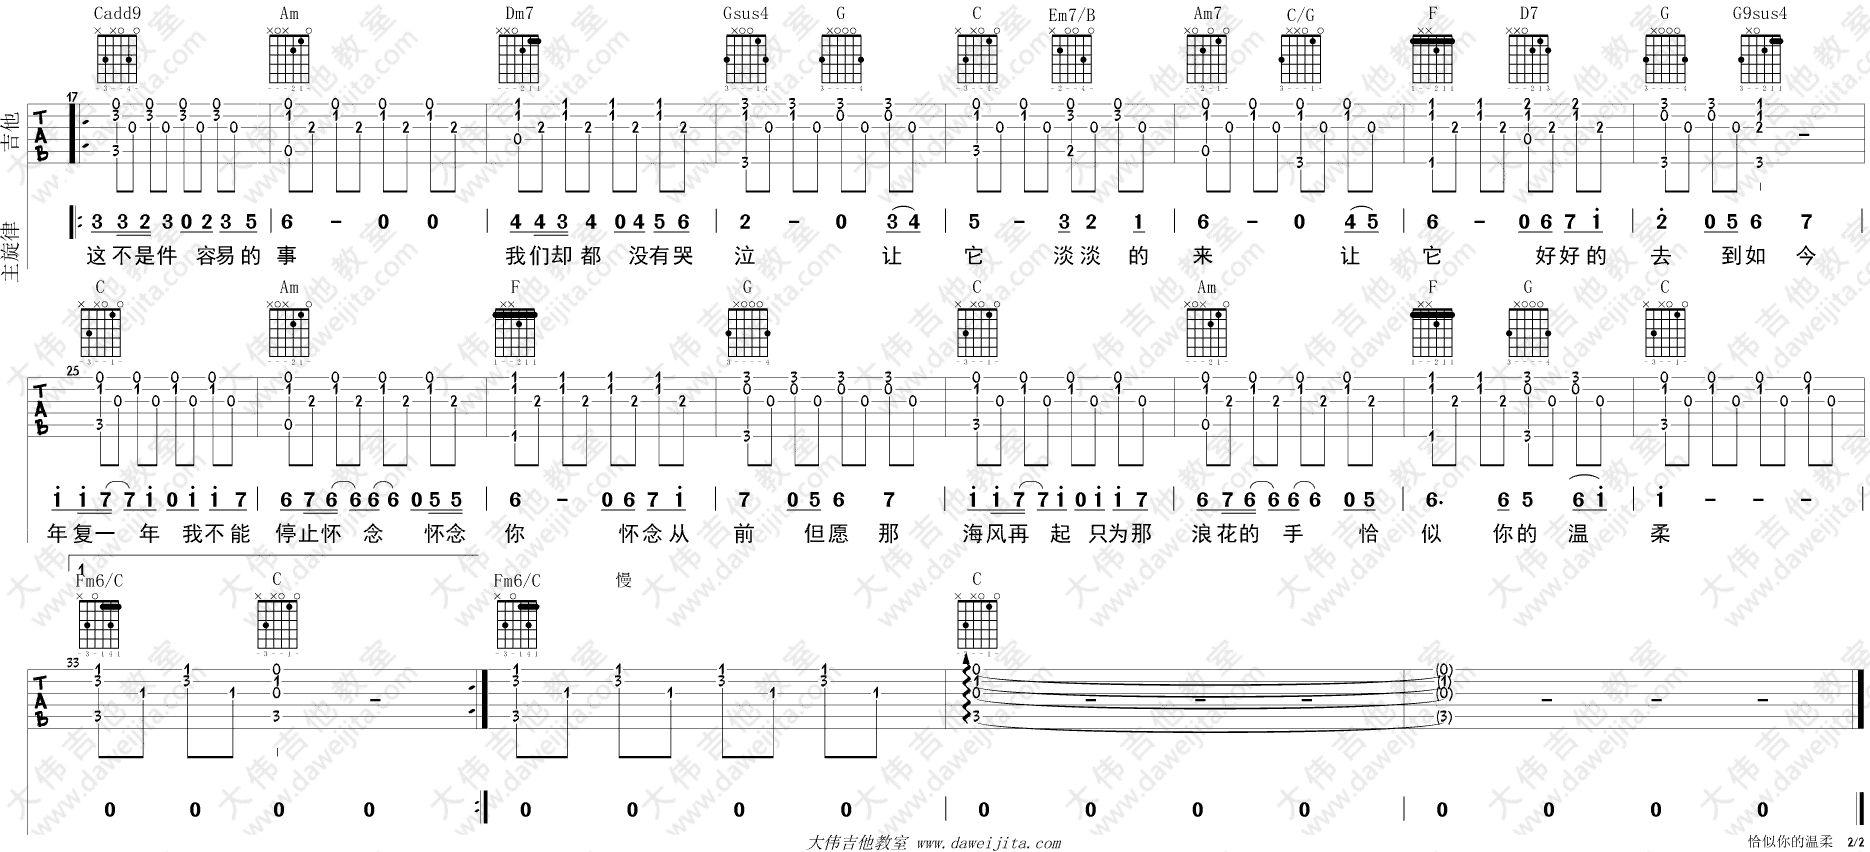 Cadd9 Am Dm7 Gsus4 G C Em7/B Am7 C/G F D7 G G9sus4
吉他
17
主旋律
3 3 2 3 0 2 3 5 | 6 - 0 0 | 4 4 3 4 0 4 5 6 | 2 - 0 3 4 | 5 - 3 2 1 | 6 - 0 4 5 | 6 - 0 6 7 i | 2 0 5 6 7
这不是件 容易的 事 我们却都 没有哭 泣 让 它 淡淡的 来 让 它 好好的 去 到如 今
C Am F G C Am F G C
25
i i 7 7 i 0 i i 7 | 6 7 6 6 6 6 0 5 5 | 6 - 0 6 7 i | 7 0 5 6 7 | i i 7 7 i 0 i i 7 | 6 7 6 6 6 6 0 5 | 6. 6 5 6 i | i - - -
年复一 年 我不能 停止怀 念 怀念 你 怀念从 前 但愿那 海风再 起 只为那 浪花的 手 恰 似 你的温 柔
1
Fm6/C C Fm6/C 慢 C
33
0 0 0 0 0 0 0 0 0 0 0 0 0 0 0 0
大伟吉他教室 www.daweijita.com
恰似你的温柔 2/2